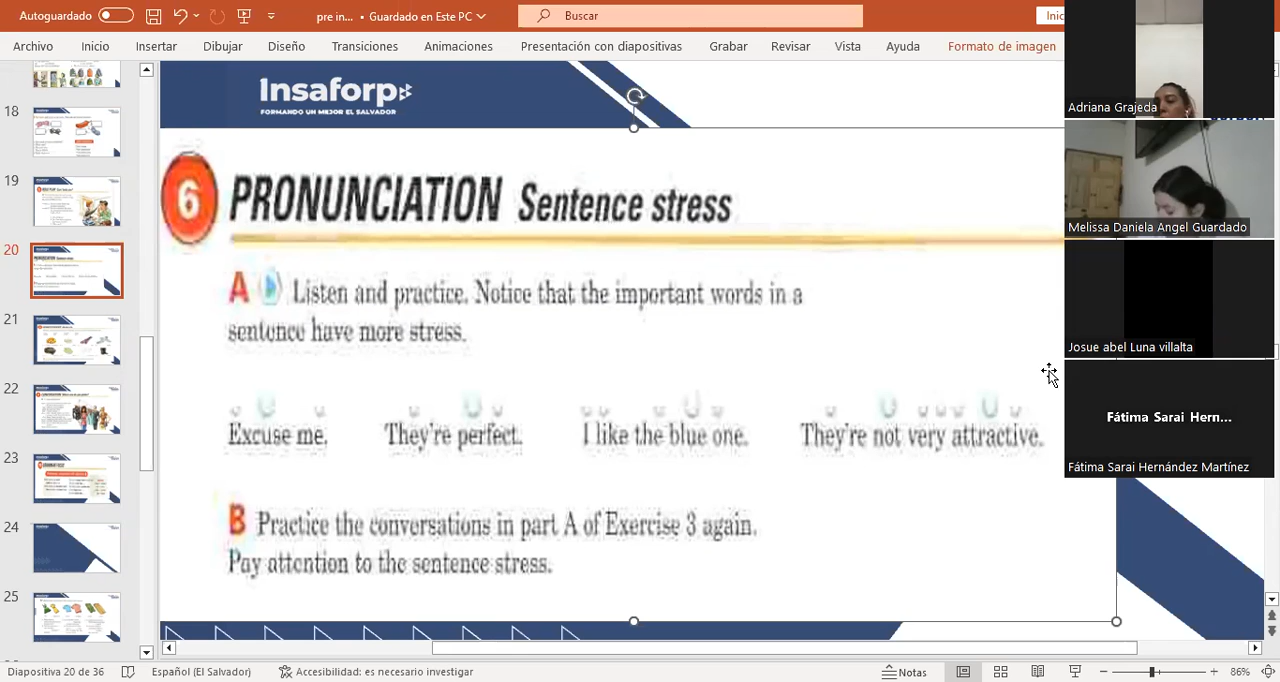 Autoguardado
pre in... • Guardado en Este PC
Buscar
Inic
Archivo Inicio Insertar Dibujar Diseño Transiciones Animaciones Presentación con diapositivas Grabar Revisar Vista Ayuda Formato de imagen
Insaforp
FORMANDO UN MEJOR EL SALVADOR
6 PRONUNCIATION Sentence stress
A Listen and practice. Notice that the important words in a
sentence have more stress.
Excuse me. They're perfect. I like the blue one. They're not very attractive.
B Practice the conversations in part A of Exercise 3 again.
Pay attention to the sentence stress.
18
19
20
21
22
23
24
25
Adriana Grajeda
Melissa Daniela Angel Guardado
Josue abel Luna villalta
Fátima Sarai Hern...
Fátima Sarai Hernández Martínez
Diapositiva 20 de 36 Español (El Salvador) Accesibilidad: es necesario investigar Notas 86%